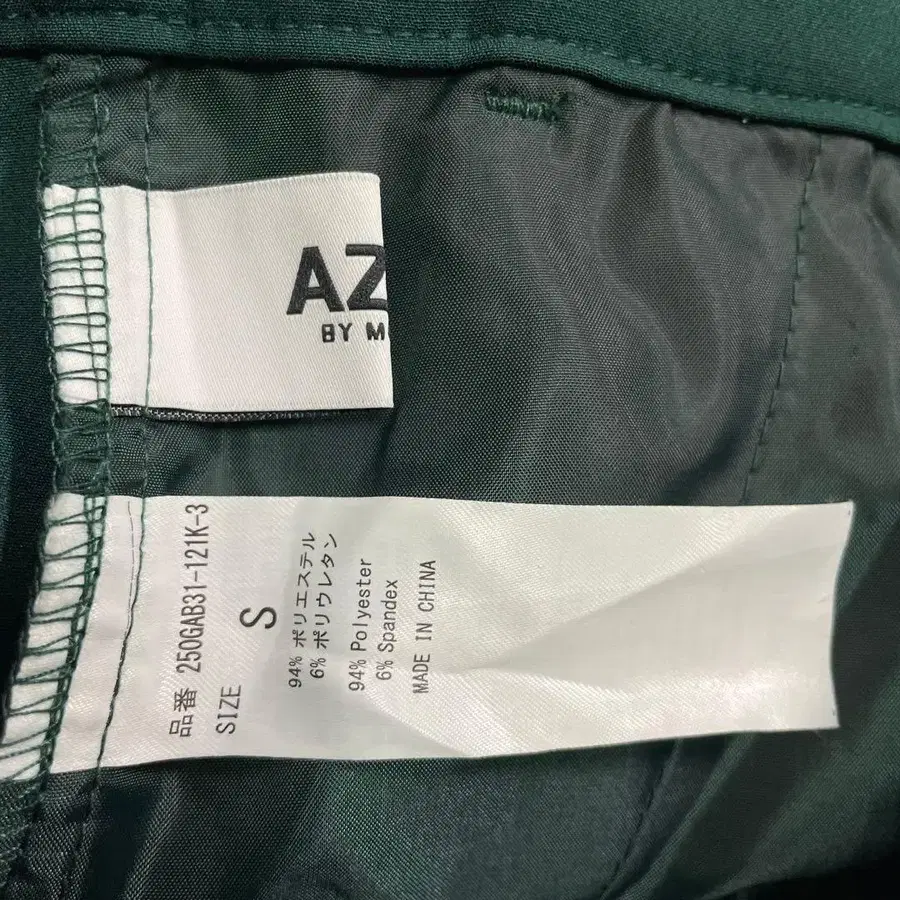 AZ
BY M
品番 250GAB31-121K-3
SIZE S
94% ポリエステル
6% ポリウレタン
94% Polyester
6% Spandex
MADE IN CHINA